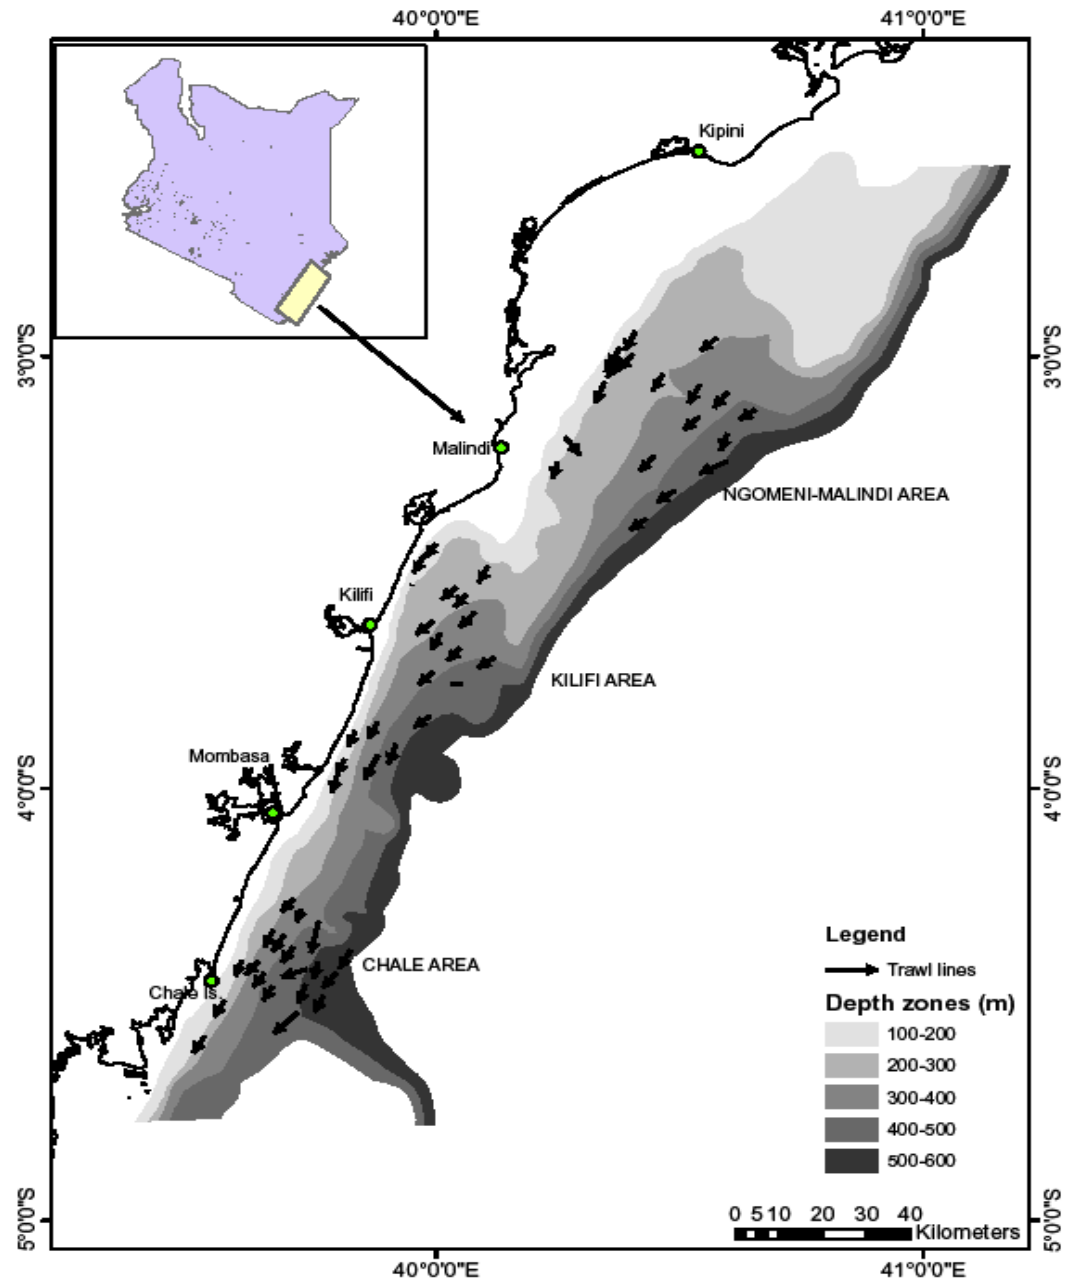 40°0'0"E
41°0'0"E
Kipini
3°0'0"S
3°0'0"S
Malindi
NGOMENI-MALINDI AREA
Kilifi
KILIFI AREA
Mombasa
4°0'0"S
4°0'0"S
Legend
CHALE AREA
Trawl lines
Chale Is.
Depth zones (m)
100-200
200-300
300-400
400-500
500-600
5°0'0"S
5°0'0"S
0 5 10 20 30 40
Kilometers
40°0'0"E
41°0'0"E